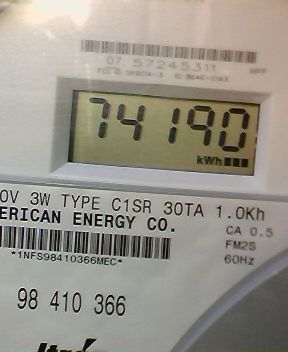 07 57245311
74190
kWh
0V 3W TYPE C1SR 30TA 1.0Kh
ERICAN ENERGY CO.
CA 0.5
FM2S
*1NFS98410366MEC*
60Hz
98 410 366
Itrón